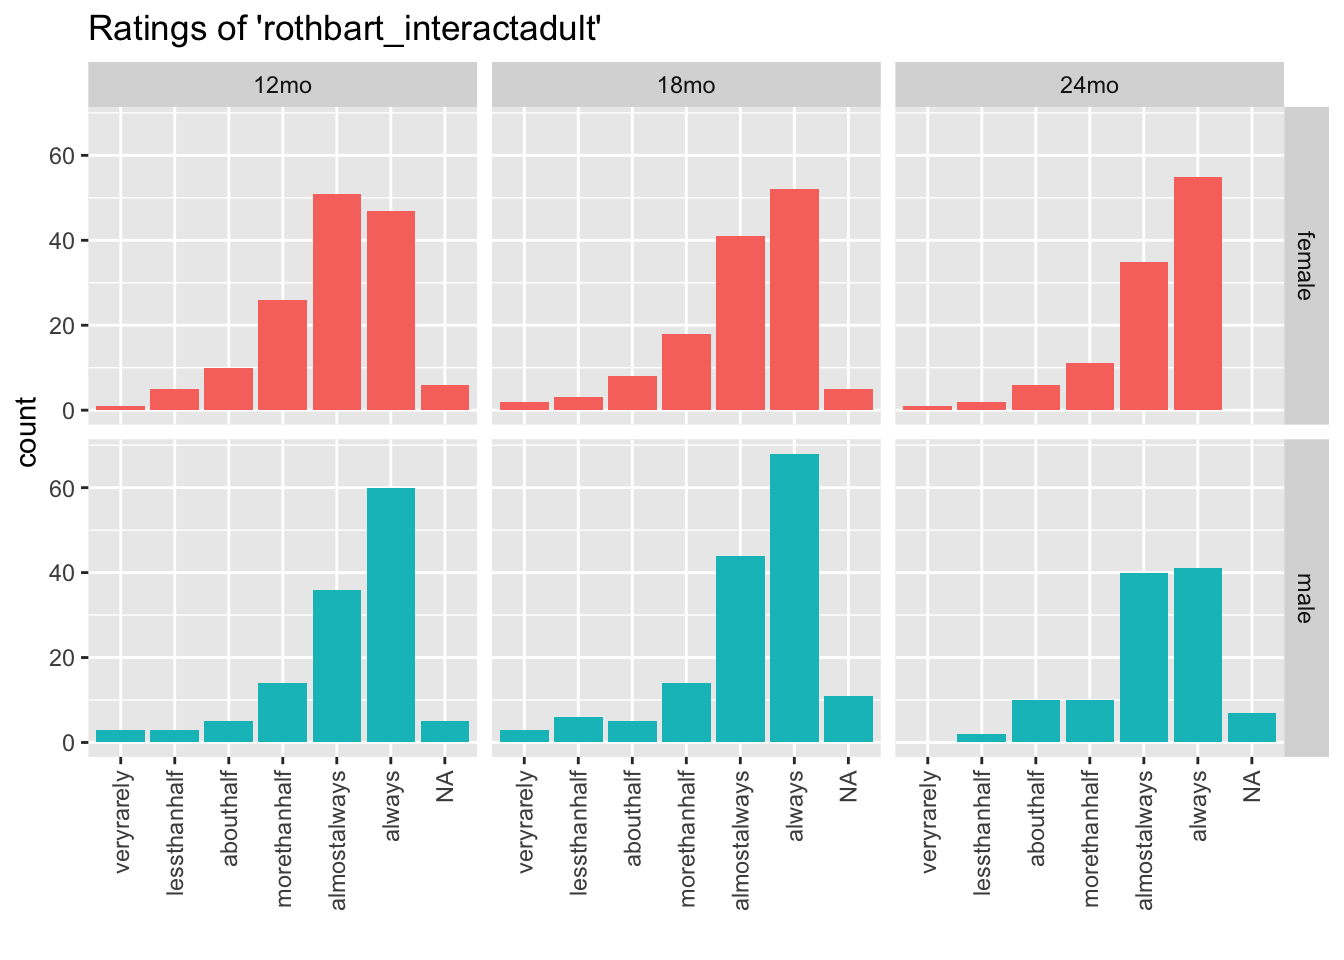 Ratings of 'rothbart_interactadult'
12mo 18mo 24mo
60
40
20
0
female
count
60
40
20
0
male
veryrarely lessthanhalf abouthalf morethanhalf almostalways always NA veryrarely lessthanhalf abouthalf morethanhalf almostalways always NA veryrarely lessthanhalf abouthalf morethanhalf almostalways always NA